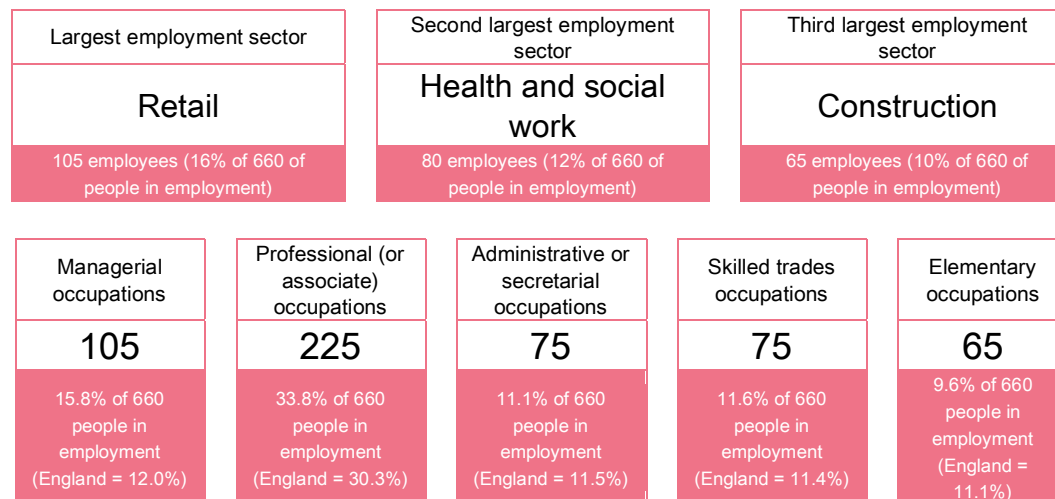 Largest employment sector
Retail
105 employees (16% of 660 of
people in employment)
Second largest employment
sector
Health and social
work
80 employees (12% of 660 of
people in employment)
Third largest employment
sector
Construction
65 employees (10% of 660 of
people in employment)
Managerial
occupations
105
15.8% of 660
people in
employment
(England = 12.0%)
Professional (or
associate)
occupations
225
33.8% of 660
people in
employment
(England = 30.3%)
Administrative or
secretarial
occupations
75
11.1% of 660
people in
employment
(England = 11.5%)
Skilled trades
occupations
75
11.6% of 660
people in
employment
(England = 11.4%)
Elementary
occupations
65
9.6% of 660
people in
employment
(England =
11.1%)